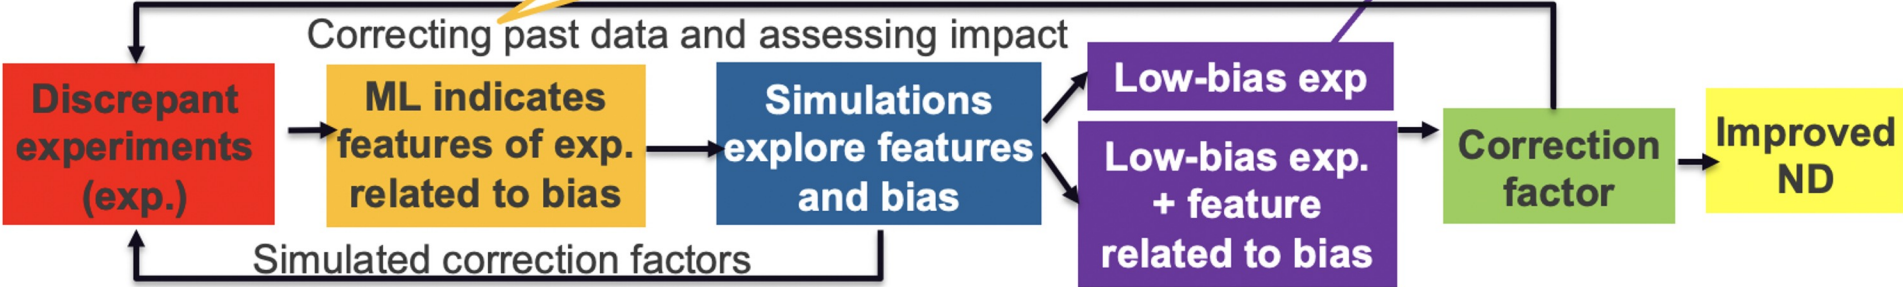 Correcting past data and assessing impact
Discrepant
experiments
(exp.)
ML indicates
features of exp.
related to bias
Simulations
explore features
and bias
Low-bias exp
Low-bias exp.
+ feature
related to bias
Correction
factor
Improved
ND
Simulated correction factors